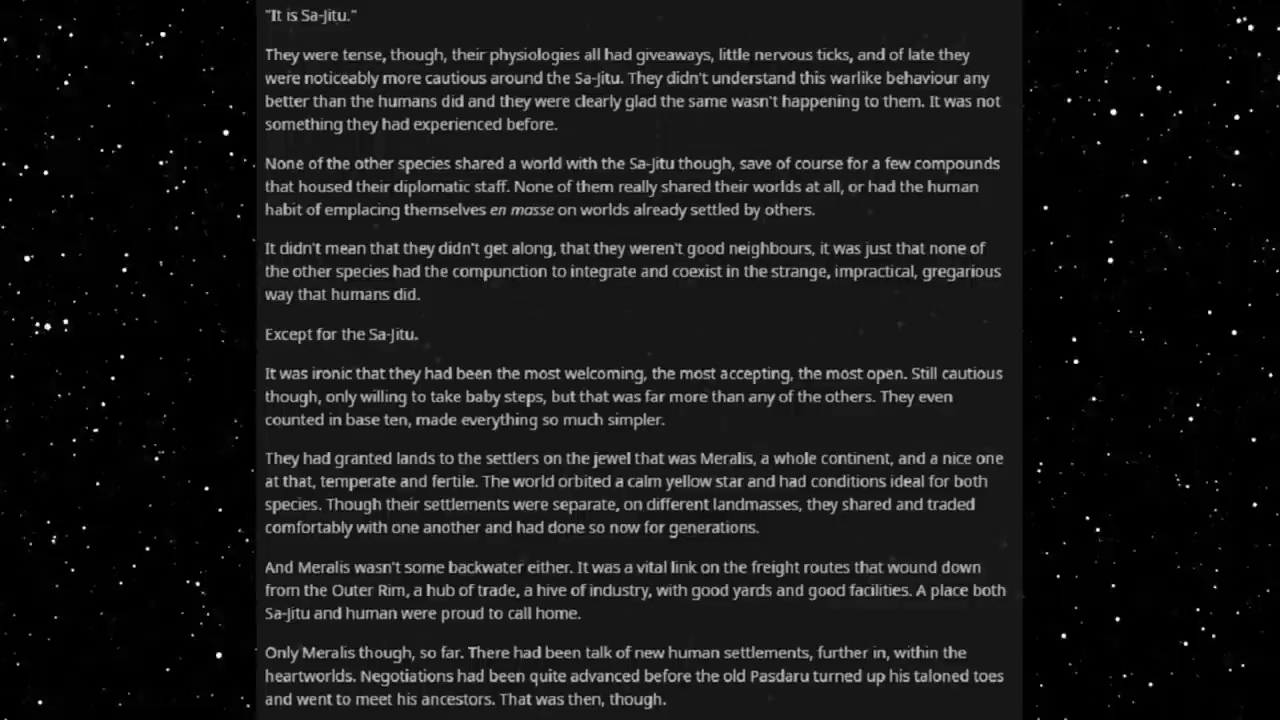 "It is Sa-Jitu."
They were tense, though, their physiologies all had giveaways, little nervous ticks, and of late they
were noticeably more cautious around the Sa-Jitu. They didn't understand this warlike behaviour any
better than the humans did and they were clearly glad the same wasn't happening to them. It was not
something they had experienced before.
None of the other species shared a world with the Sa-Jitu though, save of course for a few compounds
that housed their diplomatic staff. None of them really shared their worlds at all, or had the human
habit of emplacing themselves en masse on worlds already settled by others.
It didn't mean that they didn't get along, that they weren't good neighbours, it was just that none of
the other species had the compunction to integrate and coexist in the strange, impractical, gregarious
way that humans did.
Except for the Sa-Jitu.
It was ironic that they had been the most welcoming, the most accepting, the most open. Still cautious
though, only willing to take baby steps, but that was far more than any of the others. They even
counted in base ten, made everything so much simpler.
They had granted lands to the settlers on the jewel that was Meralis, a whole continent, and a nice one
at that, temperate and fertile. The world orbited a calm yellow star and had conditions ideal for both
species. Though their settlements were separate, on different landmasses, they shared and traded
comfortably with one another and had done so now for generations.
And Meralis wasn't some backwater either. It was a vital link on the freight routes that wound down
from the Outer Rim, a hub of trade, a hive of industry, with good yards and good facilities. A place both
Sa-Jitu and human were proud to call home.
Only Meralis though, so far. There had been talk of new human settlements, further in, within the
heartworlds. Negotiations had been quite advanced before the old Pasdaru turned up his taloned toes
and went to meet his ancestors. That was then, though.